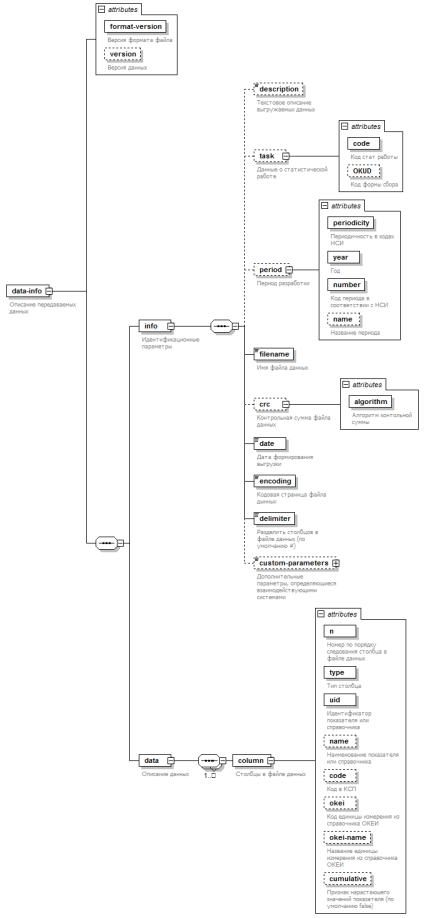 attributes
format-version
Версия формата файла
version
Версия данных
description
Текстовое описание
выгружаемых данных
attributes
code
Код стат работы
OKUD
Код формы сбора
task
Данные о статистической
работе
attributes
periodicity
Периодичность в кодах
НСИ
year
Год
number
Код периода в
соответствии с НСИ
name
Название периода
period
Период разработки
data-info
Описание передаваемых
данных
info
Идентификационные
параметры
filename
Имя файла данных
attributes
algorithm
Алгоритм контольной
суммы
crc
Контрольная сумма файла
данных
date
Дата формирования
выгрузки
encoding
Кодовая страница файла
данных
delimiter
Разделить столбцов в
файле данных (по
умолчанию #)
custom-parameters
Дополнительные
параметры, определяющиеся
взаимодействующими
системами
attributes
n
Номер по порядку
следования столбца в
файле данных
type
Тип столбца
uid
Идентификатор
показателя или
справочника
name
Наименование показателя
или справочника
data
Описание данных
1..
column
Столбцы в файле данных
code
Код в КСП
okei
Код единицы измерения из
справочника ОКЕИ
okei-name
Название единицы
измерения из справочника
ОКЕИ
cumulative
Признак нарастающего
значений показателя (по
умолчанию false)